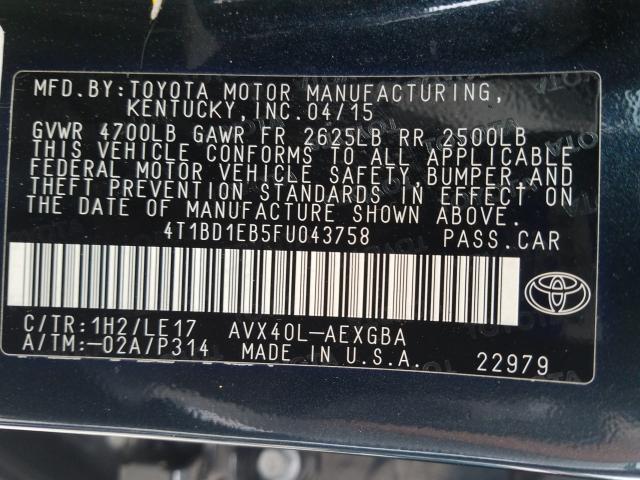 MFD.BY:TOYOTA MOTOR MANUFACTURING,
KENTUCKY, INC. 04/15
GVWR 4700LB GAWR FR 2625LB RR 2500LB
THIS VEHICLE CONFORMS TO ALL APPLICABLE
FEDERAL MOTOR VEHICLE SAFETY, BUMPER, AND
THEFT PREVENTION STANDARDS IN EFFECT ON
THE DATE OF MANUFACTURE SHOWN ABOVE.
4T1BD1EB5FU043758 PASS.CAR
C/TR:1H2/LE17 AVX40L-AEXGBA
A/TM:-02A/P314 MADE IN U.S.A. 22979